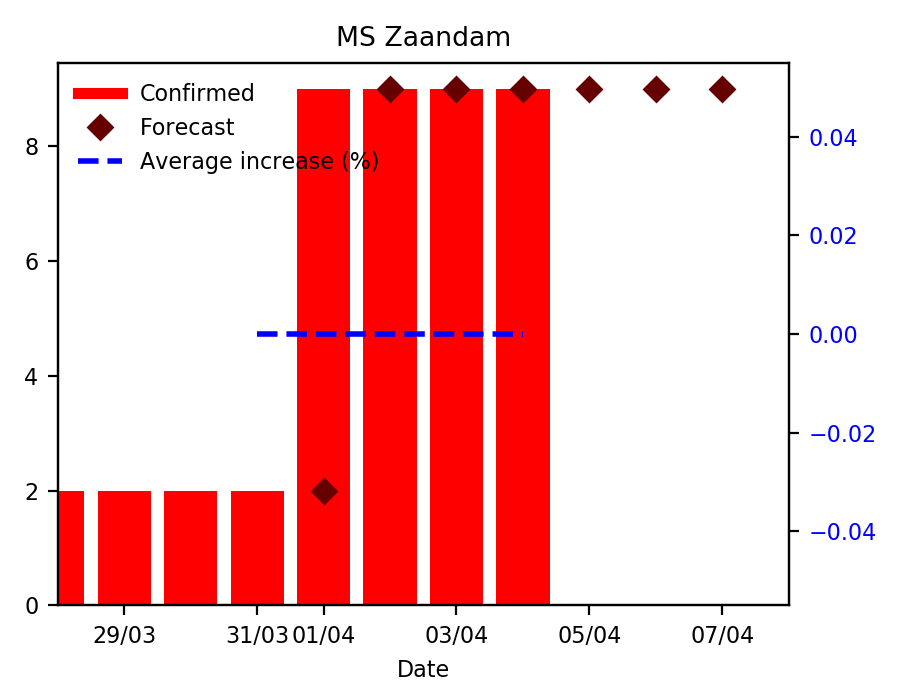 MS Zaandam
Confirmed
Forecast
Average increase (%)
8
6
4
2
0
0.04
0.02
0.00
−0.02
−0.04
29/03 31/03 01/04 03/04 05/04 07/04
Date